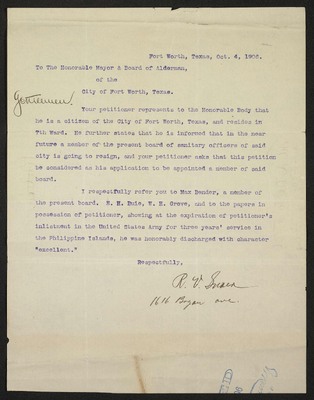 Fort Worth, Texas, Oct. 4, 1906.
To The Honorable Mayor & Board of Alderman,
of the
City of Fort Worth, Texas.
Gentlemen:
Your petitioner represents to the Honorable Body that
he is a citizen of the City of Fort Worth, Texas, and resides in
7th Ward. He further states that he is informed that in the near
future a member of the present board of sanitary officers of said
city is going to resign, and your petitioner asks that this petition
be considered as his application to be appointed a member of said
board.
I respectfully refer you to Max Bander, a member of
the present board. R. H. Buie, W. H. Grove, and to the papers in
possession of petitioner, showing at the expiration of petitioner's
inlistment in the United States Army for three years' service in
the Philippine Islands, he was honorably discharged with character
"excellent."
Respectfully,
R. V.
1616 Bryan ave.